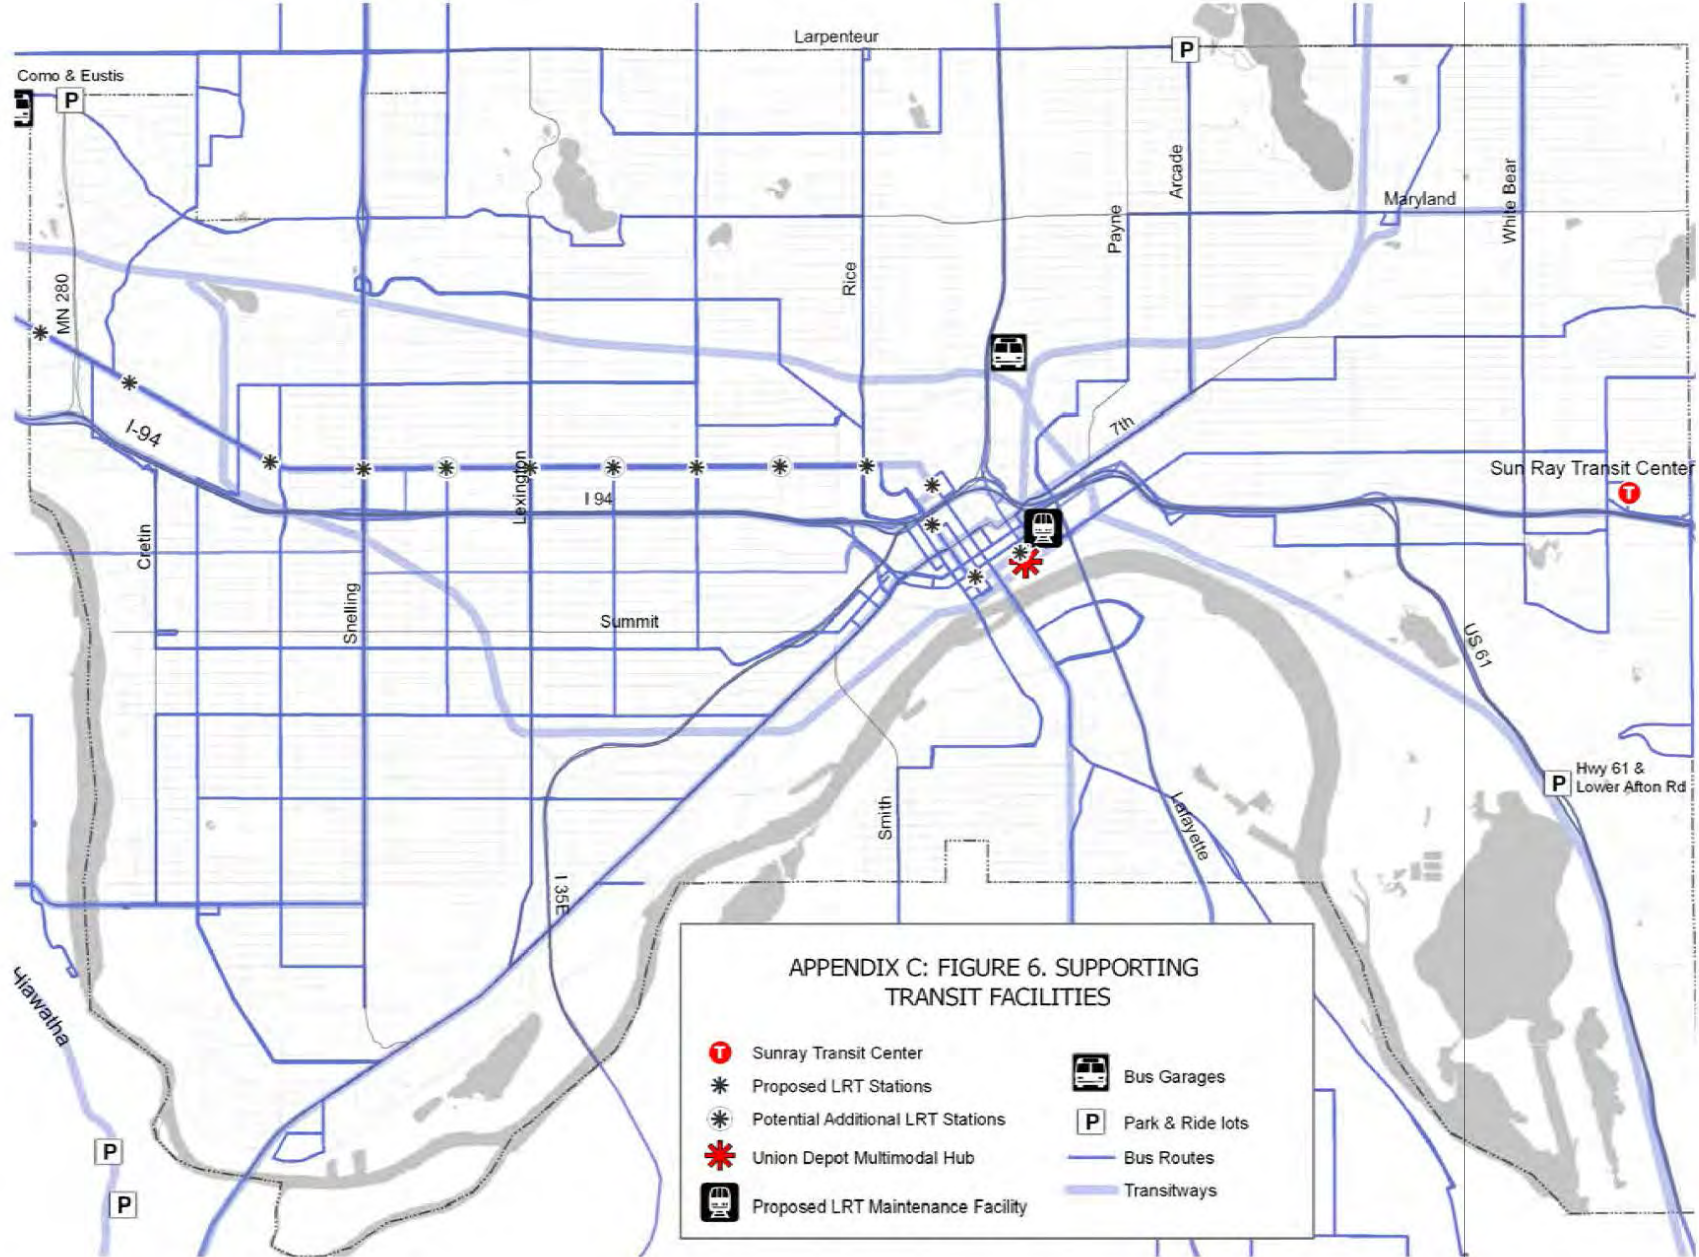 Larpenteur
P
Como & Eustis
P
Arcade
Maryland
White Bear
Payne
Rice
MN 280
I-94
7th
Lexington
I 94
Sun Ray Transit Center
T
Cretin
Snelling
Summit
US 61
Smith
Lafayette
P
Hwy 61 &
Lower Afton Rd
I 35E
Hiawatha
P
P
APPENDIX C: FIGURE 6. SUPPORTING
TRANSIT FACILITIES
T Sunray Transit Center
Proposed LRT Stations
Potential Additional LRT Stations
Union Depot Multimodal Hub
Proposed LRT Maintenance Facility
Bus Garages
P Park & Ride lots
Bus Routes
Transitways